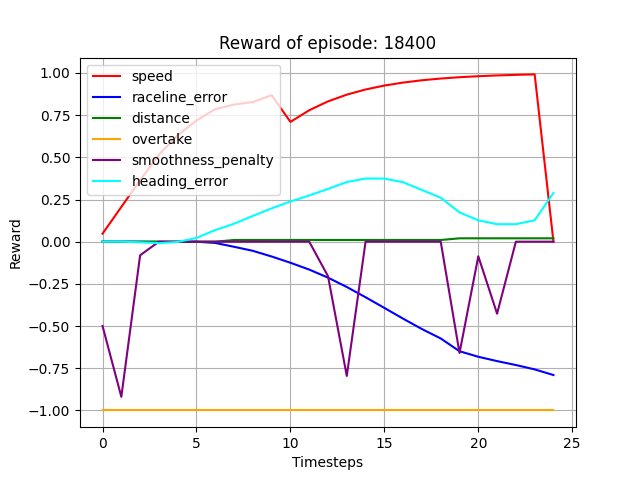 Reward of episode: 18400
speed
raceline_error
distance
overtake
smoothness_penalty
heading_error
1.00
0.75
0.50
0.25
0.00
−0.25
−0.50
−0.75
−1.00
Reward
0 5 10 15 20 25
Timesteps